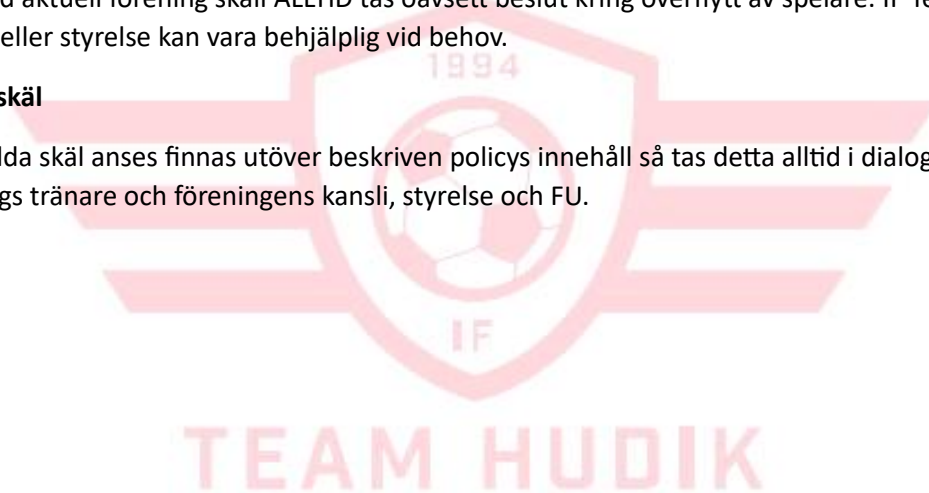 d aktuell förening skall ALLTID tas oavsett beslut kring överflytt av spelare. IF Te
eller styrelse kan vara behjälplig vid behov.
1994
skäl
lda skäl anses finnas utöver beskriven policys innehåll så tas detta alltid i dialog
gs tränare och föreningens kansli, styrelse och FU.
IF
TEAM HUDIK